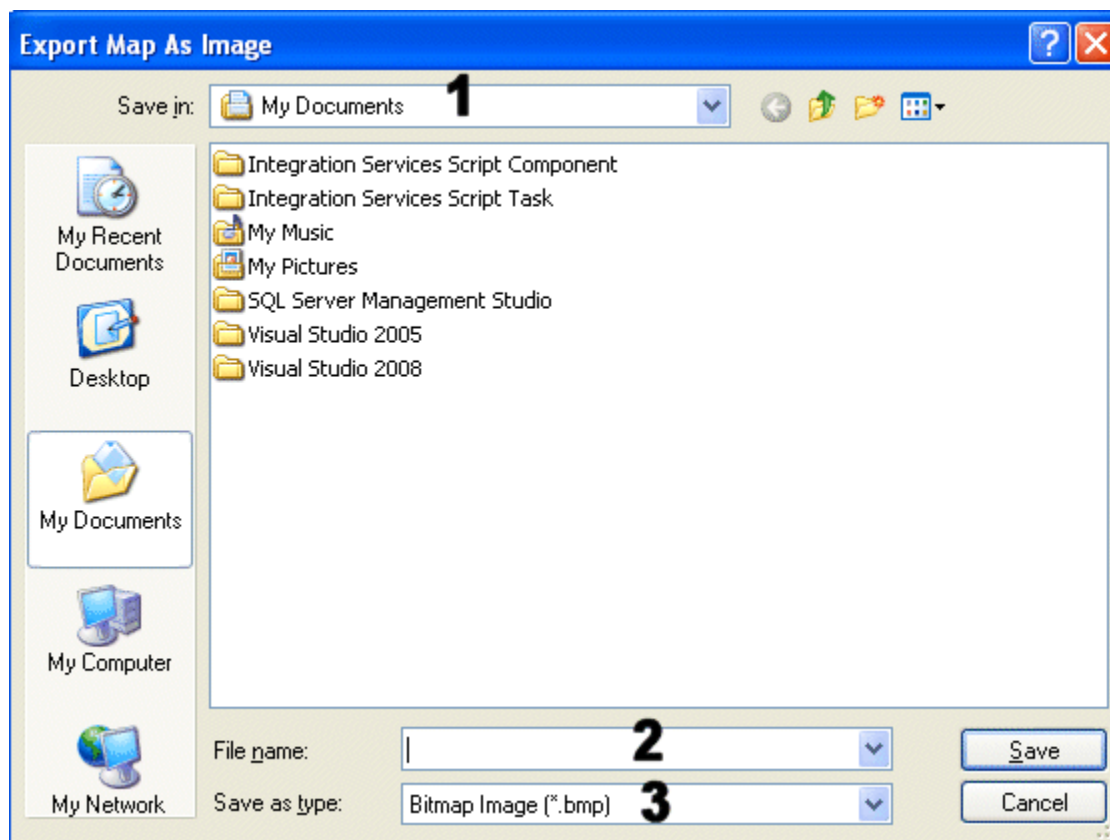 Export Map As Image
Save in:
My Documents
1
My Recent
Documents
Desktop
My Documents
My Computer
My Network
Integration Services Script Component
Integration Services Script Task
My Music
My Pictures
SQL Server Management Studio
Visual Studio 2005
Visual Studio 2008
File name:
2
Save
Save as type:
Bitmap Image (*.bmp)
3
Cancel